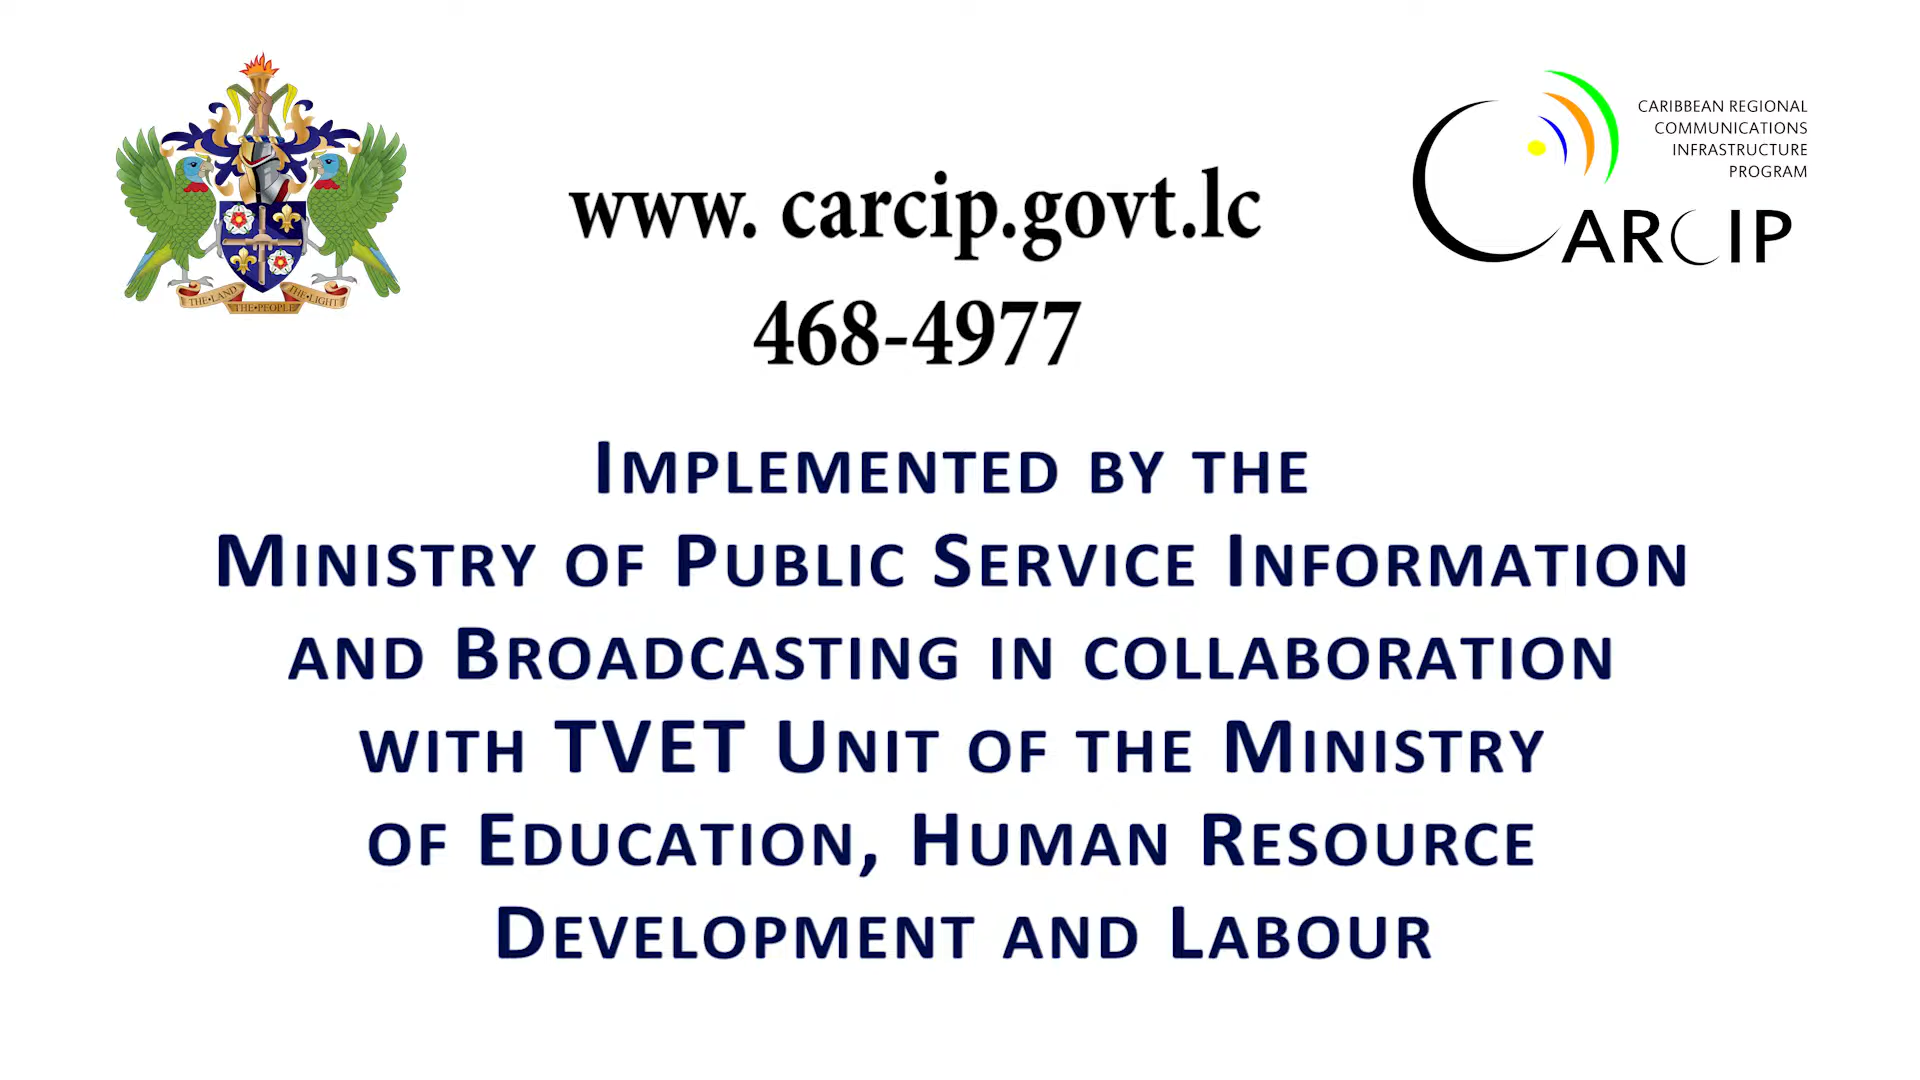 www. carcip.govt.lc
468-4977
CARIBBEAN REGIONAL
COMMUNICATIONS
INFRASTRUCTURE
PROGRAM
CARCIP
THE•LAND
THE•PEOPLE
THE•LIGHT
IMPLEMENTED BY THE
MINISTRY OF PUBLIC SERVICE INFORMATION
AND BROADCASTING IN COLLABORATION
WITH TVET UNIT OF THE MINISTRY
OF EDUCATION, HUMAN RESOURCE
DEVELOPMENT AND LABOUR